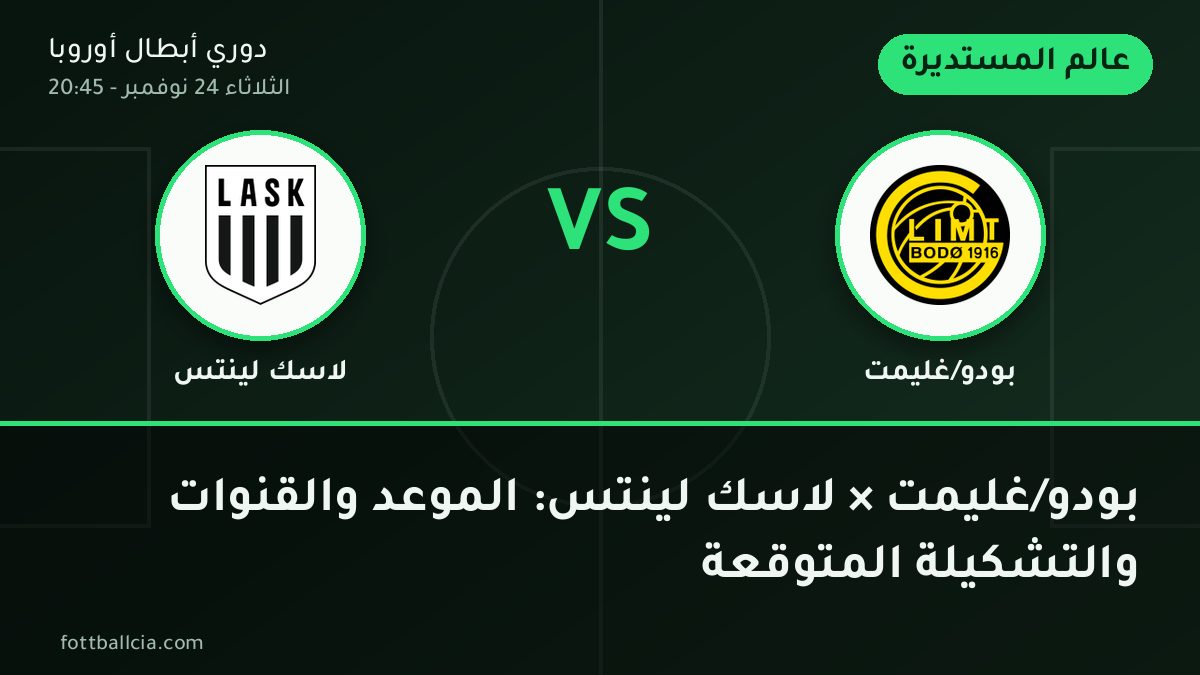 عالم المستديرة
دوري أبطال أوروبا
الثلاثاء 24 نوفمبر - 20:45
VS
LIMT
BODØ 1916
LASK
بودو/غليمت
لاسك لينتس
بودو/غليمت × لاسك لينتس: الموعد والقنوات
والتشكيلة المتوقعة
fottballcia.com